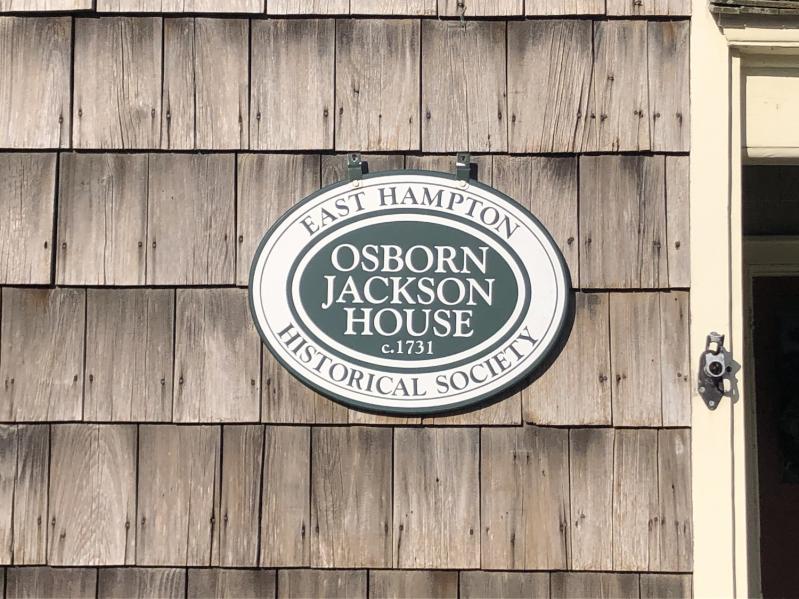 EAST HAMPTON
OSBORN
JACKSON
HOUSE
c.1731
HISTORICAL SOCIETY